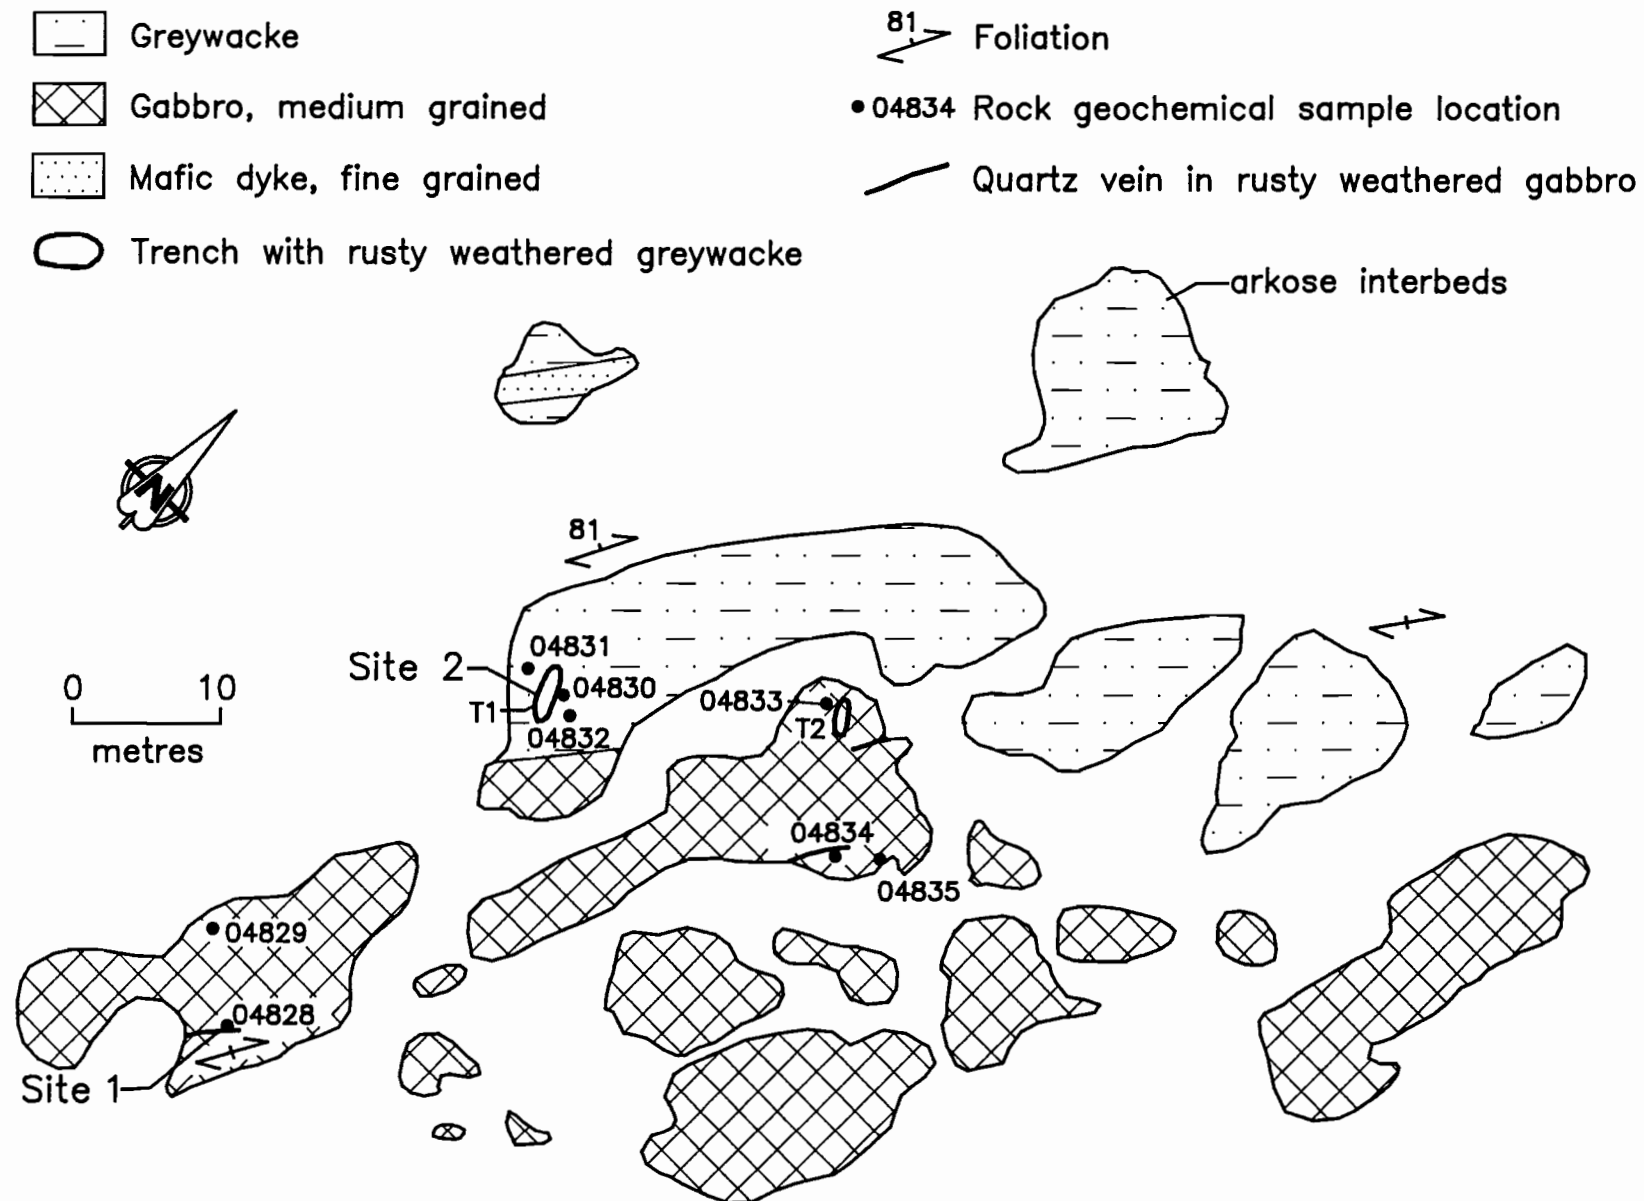 Greywacke
Gabbro, medium grained
Mafic dyke, fine grained
Trench with rusty weathered greywacke
81 Foliation
04834 Rock geochemical sample location
Quartz vein in rusty weathered gabbro
arkose interbeds
N
81
0 10
metres
Site 2
04831
04830
T1
04832
04833
T2
04834
04835
04829
04828
Site 1